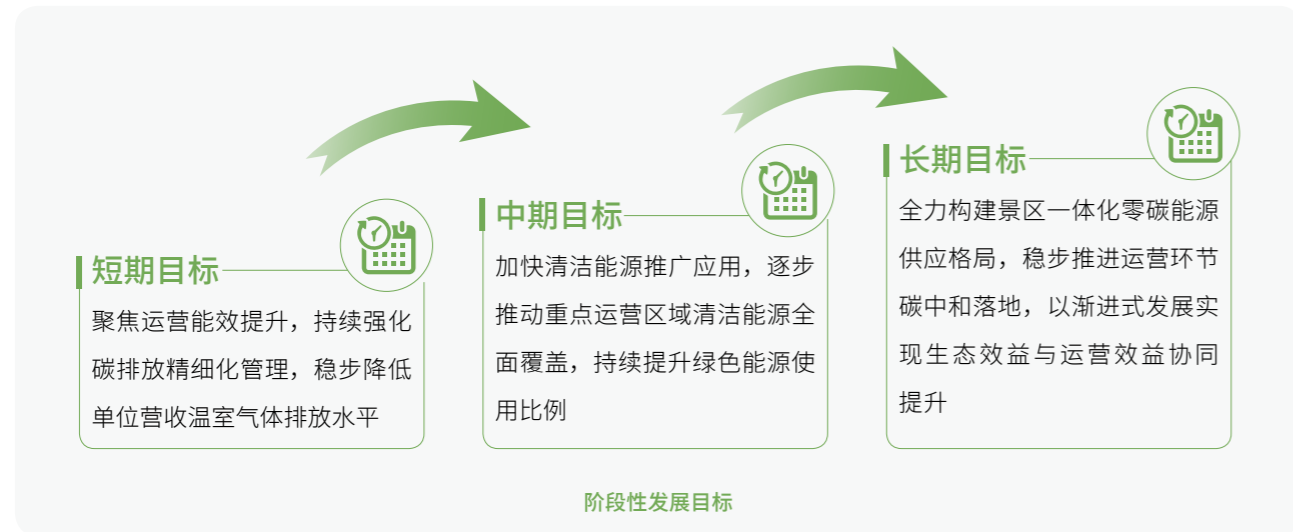 短期目标
聚焦运营能效提升，持续强化
碳排放精细化管理，稳步降低
单位营收温室气体排放水平
中期目标
加快清洁能源推广应用，逐步
推动重点运营区域清洁能源全
面覆盖，持续提升绿色能源使
用比例
长期目标
全力构建景区一体化零碳能源
供应格局，稳步推进运营环节
碳中和落地，以渐进式发展实
现生态效益与运营效益协同
提升
阶段性发展目标